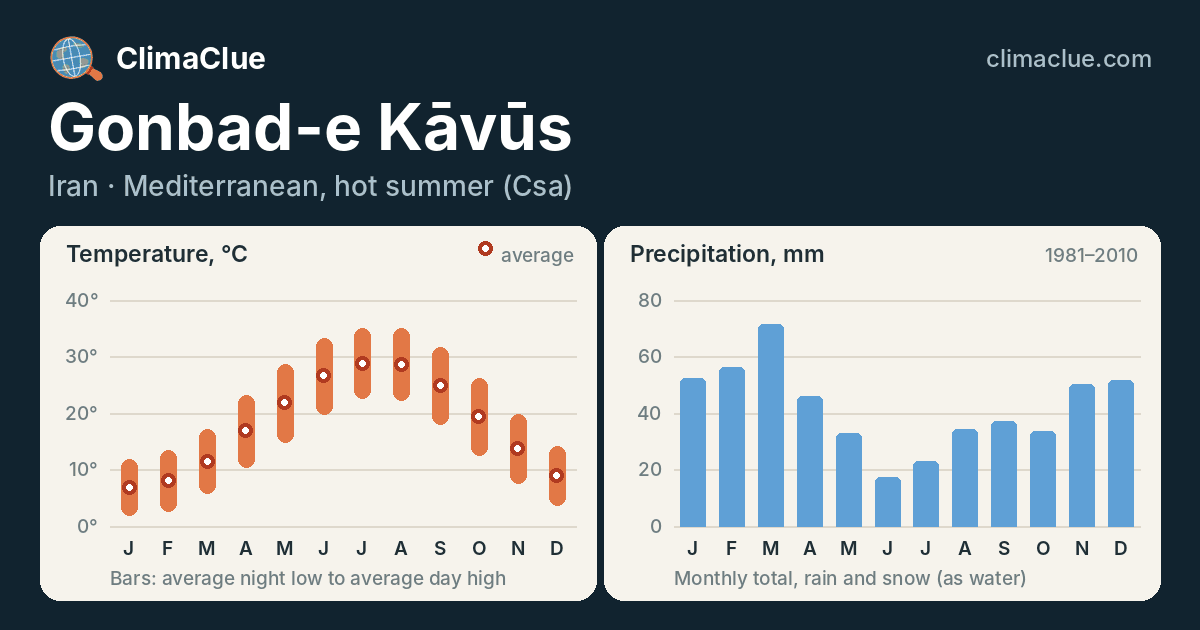 ClimaClue
climaclue.com
Gonbad-e Kāvūs
Iran · Mediterranean, hot summer (Csa)
Temperature, °C
average
40°
30°
20°
10°
0°
J F M A M J J A S O N D
Bars: average night low to average day high
Precipitation, mm
1981–2010
80
60
40
20
0
J F M A M J J A S O N D
Monthly total, rain and snow (as water)